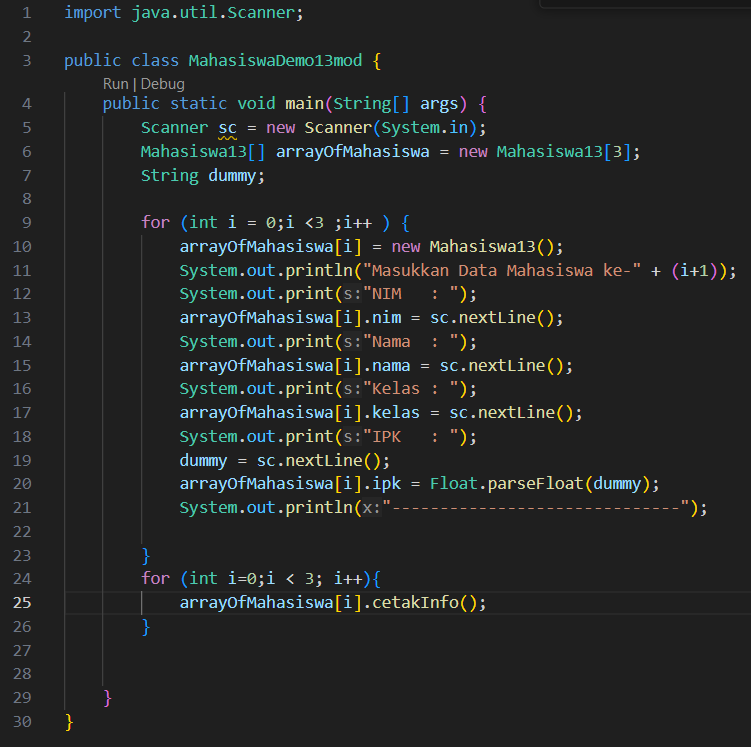 1 import java.util.Scanner;
2
3 public class MahasiswaDemo13mod {
Run | Debug
4 public static void main(String[] args) {
5 Scanner sc = new Scanner(System.in);
6 Mahasiswa13[] arrayOfMahasiswa = new Mahasiswa13[3];
7 String dummy;
8
9 for (int i = 0;i <3 ;i++ ) {
10 arrayOfMahasiswa[i] = new Mahasiswa13();
11 System.out.println("Masukkan Data Mahasiswa ke-" + (i+1));
12 System.out.print(s:"NIM   : ");
13 arrayOfMahasiswa[i].nim = sc.nextLine();
14 System.out.print(s:"Nama  : ");
15 arrayOfMahasiswa[i].nama = sc.nextLine();
16 System.out.print(s:"Kelas : ");
17 arrayOfMahasiswa[i].kelas = sc.nextLine();
18 System.out.print(s:"IPK   : ");
19 dummy = sc.nextLine();
20 arrayOfMahasiswa[i].ipk = Float.parseFloat(dummy);
21 System.out.println(x:"------------------------------");
22
23 }
24 for (int i=0;i < 3; i++){
25 arrayOfMahasiswa[i].cetakInfo();
26 }
27
28
29 }
30 }